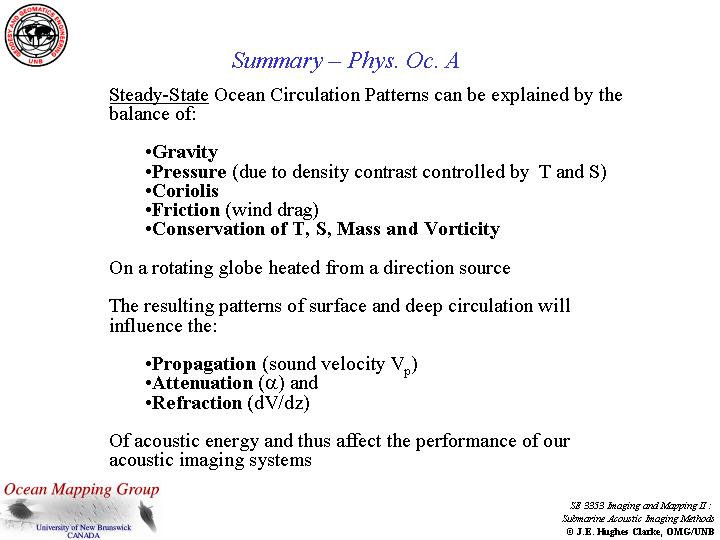 GEODESY AND GEOMATICS ENGINEERING
UNB
Summary – Phys. Oc. A
Steady-State Ocean Circulation Patterns can be explained by the
balance of:
•Gravity
•Pressure (due to density contrast controlled by T and S)
•Coriolis
•Friction (wind drag)
•Conservation of T, S, Mass and Vorticity
On a rotating globe heated from a direction source
The resulting patterns of surface and deep circulation will
influence the:
•Propagation (sound velocity Vp)
•Attenuation (α) and
•Refraction (dV/dz)
Of acoustic energy and thus affect the performance of our
acoustic imaging systems
Ocean Mapping Group
University of New Brunswick
CANADA
SE 3353 Imaging and Mapping II :
Submarine Acoustic Imaging Methods
© J.E. Hughes Clarke, OMG/UNB